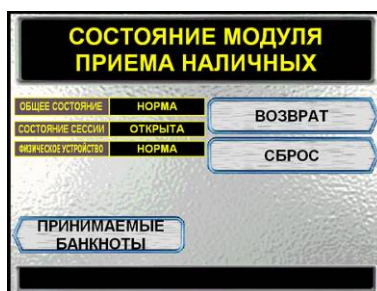 СОСТОЯНИЕ МОДУЛЯ
ПРИЕМА НАЛИЧНЫХ
ОБЩЕЕ СОСТОЯНИЕ НОРМА
СОСТОЯНИЕ СЕССИИ ОТКРЫТА
ФИЗИЧЕСКОЕ УСТРОЙСТВО НОРМА
ВОЗВРАТ
СБРОС
ПРИНИМАЕМЫЕ
БАНКНОТЫ